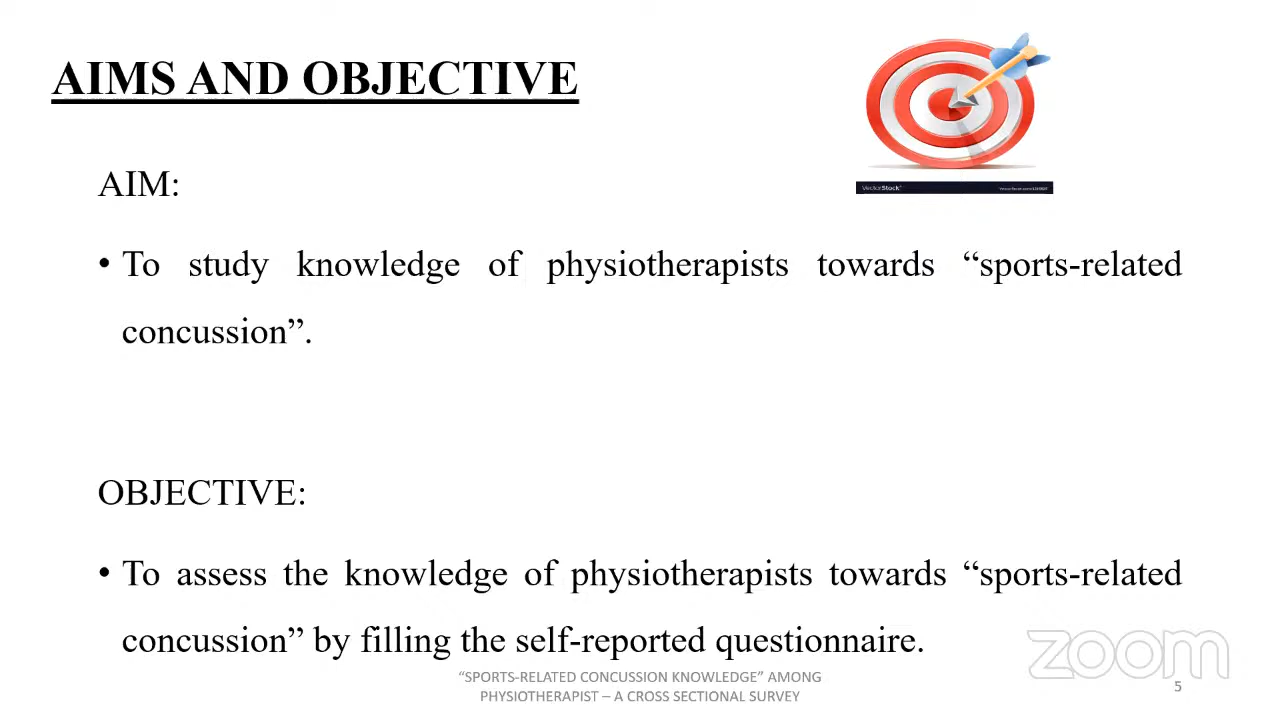 AIMS AND OBJECTIVE
VectorStock®
AIM:
• To study knowledge of physiotherapists towards “sports-related
concussion”.
OBJECTIVE:
• To assess the knowledge of physiotherapists towards “sports-related
concussion” by filling the self-reported questionnaire.
zoom
“SPORTS-RELATED CONCUSSION KNOWLEDGE” AMONG
PHYSIOTHERAPIST – A CROSS SECTIONAL SURVEY
5